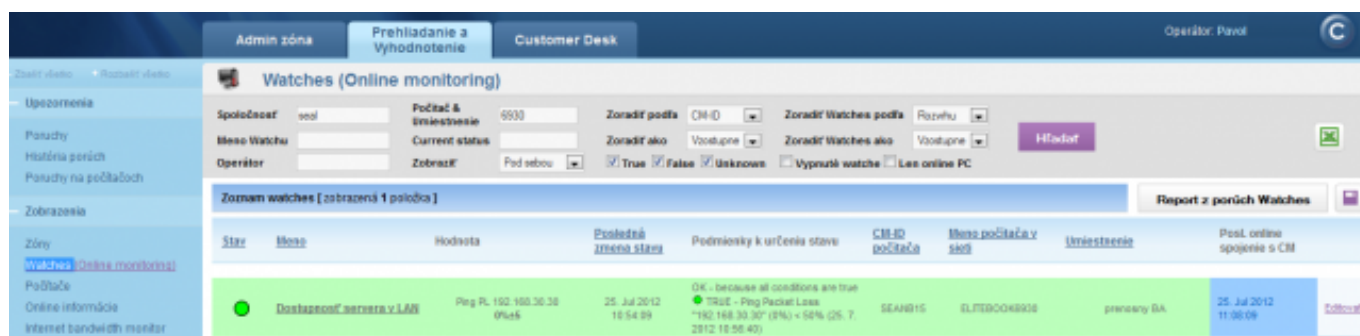 Admin zóna
Prehliadanie a
Vyhodnotenie
Customer Desk
Operátor: Pavol
Zbaliť všetko
Rozbaliť všetko
Watches (Online monitoring)
Upozornenia
Poruchy
História porúch
Poruchy na počítačoch
Zobrazenia
Zóny
Watches (Online monitoring)
Počítače
Online informácie
Internet bandwidth monitor
Spoločnosť seal
Počítač &
Umiestnenie 6930
Zoradiť podľa CM-ID
Zoradiť Watches podľa
Meno Watchu
Current status
Zoradiť ako Vzostupne
Zoradiť Watches ako Vzostupne
Hľadať
Operátor
Zobraziť Pod sebou
True False Unknown
Vypnuté watche Len online PC
Zoznam watches [ zobrazená 1 položka ]
Report z porúch Watches
Stav
Meno
Hodnota
Posledná
zmena stavu
Podmienky k určeniu stavu
CM-ID
počítača
Meno počítača v
sieti
Umiestnenie
Posl. online
spojenie s CM
Dostupnosť servera v LAN
Ping PL 192.168.30.30
25. Jul 2012
10:54:09
OK - because all conditions are true
TRUE - Ping Packet Loss
"192.168.30.30" (0%) < 50% (25. 7.
2012 10:56:40)
SEANB15
ELITEBOOK6930
prenosny BA
25. Jul 2012
11:08:09